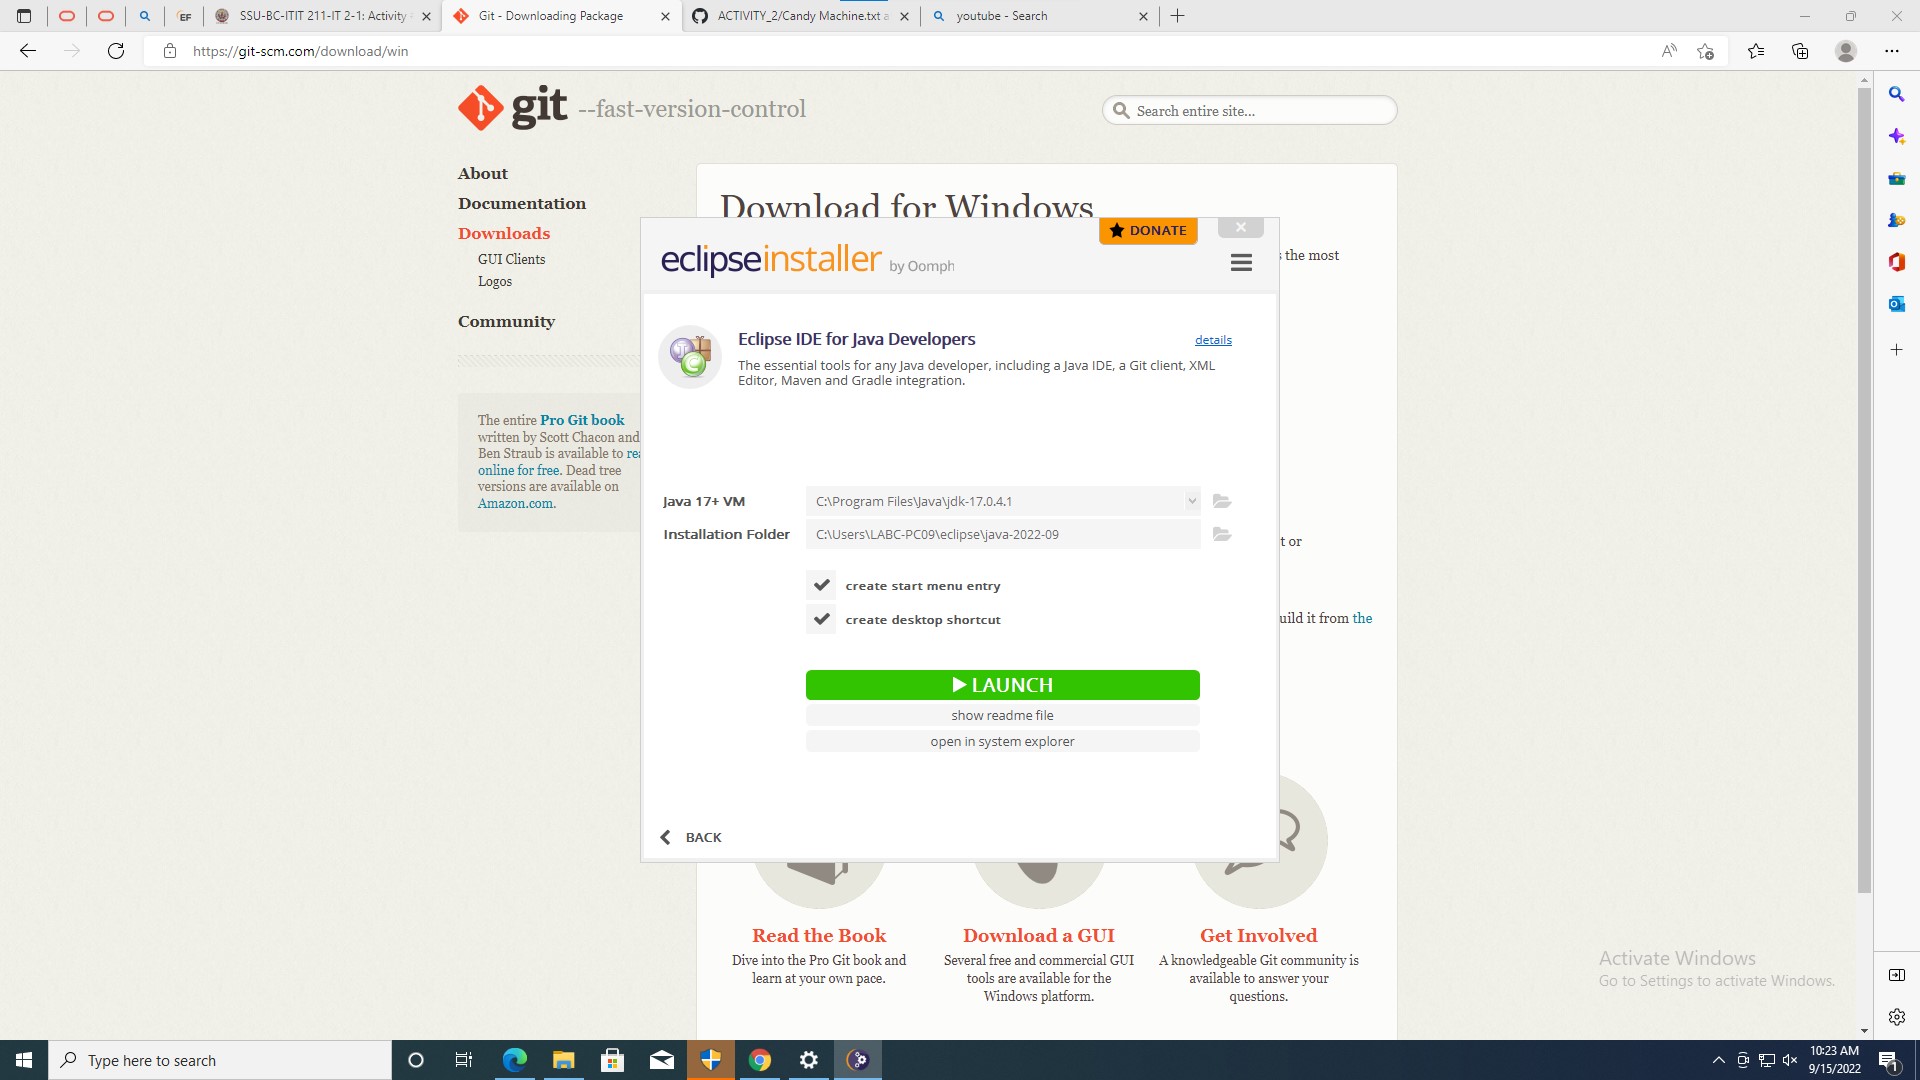 EF
SSU-BC-ITIT 211-IT 2-1: Activity
Git - Downloading Package
ACTIVITY_2/Candy Machine.txt a
youtube - Search
https://git-scm.com/download/win
git --fast-version-control
Search entire site...
About
Documentation
Downloads
GUI Clients
Logos
Community
The entire Pro Git book
written by Scott Chacon and
Ben Straub is available to rea
online for free. Dead tree
versions are available on
Amazon.com.
Download for Windows
the most
t or
uild it from the
DONATE
eclipseinstaller by Oomph
Eclipse IDE for Java Developers
details
The essential tools for any Java developer, including a Java IDE, a Git client, XML
Editor, Maven and Gradle integration.
Java 17+ VM
C:\Program Files\Java\jdk-17.0.4.1
Installation Folder
C:\Users\LABC-PC09\eclipse\java-2022-09
create start menu entry
create desktop shortcut
LAUNCH
show readme file
open in system explorer
BACK
Read the Book
Dive into the Pro Git book and
learn at your own pace.
Download a GUI
Several free and commercial GUI
tools are available for the
Windows platform.
Get Involved
A knowledgeable Git community is
available to answer your
questions.
Activate Windows
Go to Settings to activate Windows.
Type here to search
10:23 AM
9/15/2022
1